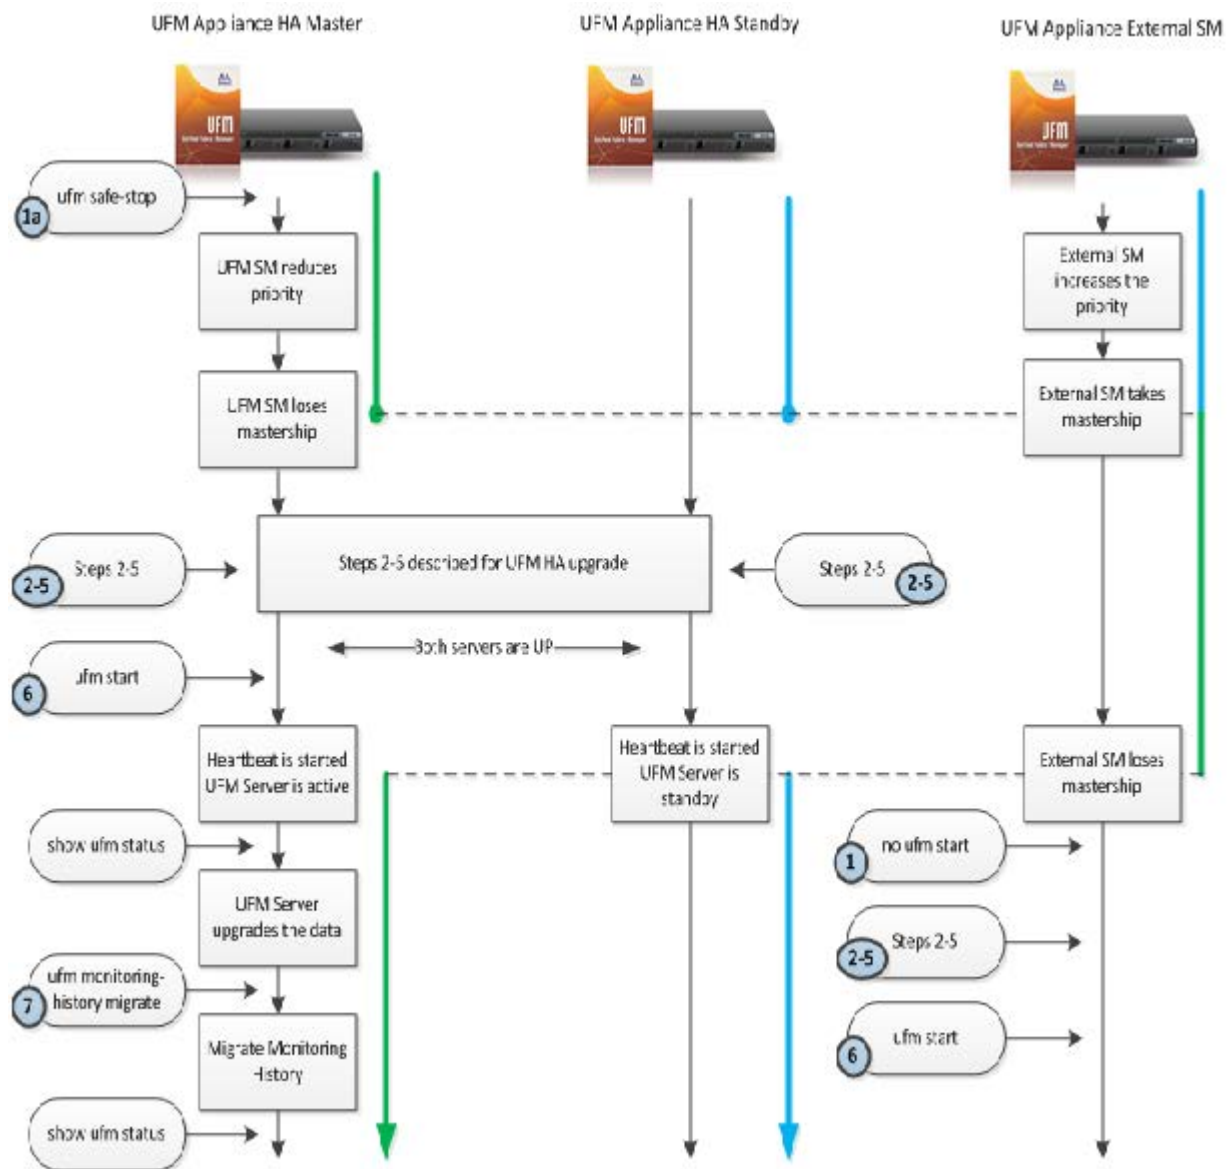 UFM Appliance HA Master
UFM Appliance HA Standby
UFM Appliance External SM
UFM
UFM
UFM
ufm safe-stop
1a
UFM SM reduces
priority
External SM
increases the
priority
UFM SM loses
mastership
External SM takes
mastership
Steps 2-5
2-5
Steps 2-5 described for UFM HA upgrade
Steps 2-5
2-5
Both servers are UP
ufm start
6
Heartbeat is started
UFM Server is active
Heartbeat is started
UFM Server is
standby
External SM loses
mastership
show ufm status
no ufm start
1
UFM Server
upgrades the data
Steps 2-5
2-5
ufm monitoring-
history migrate
7
ufm start
6
Migrate Monitoring
History
show ufm status